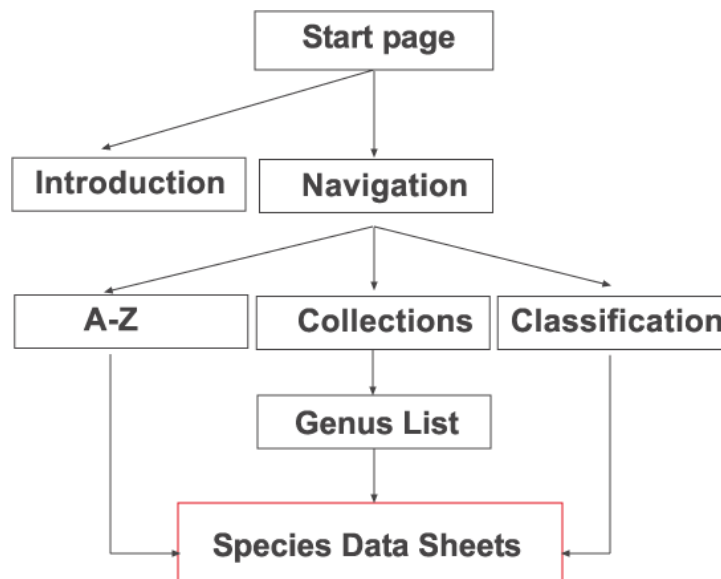 Start page
Introduction
Navigation
A-Z
Collections
Classification
Genus List
Species Data Sheets